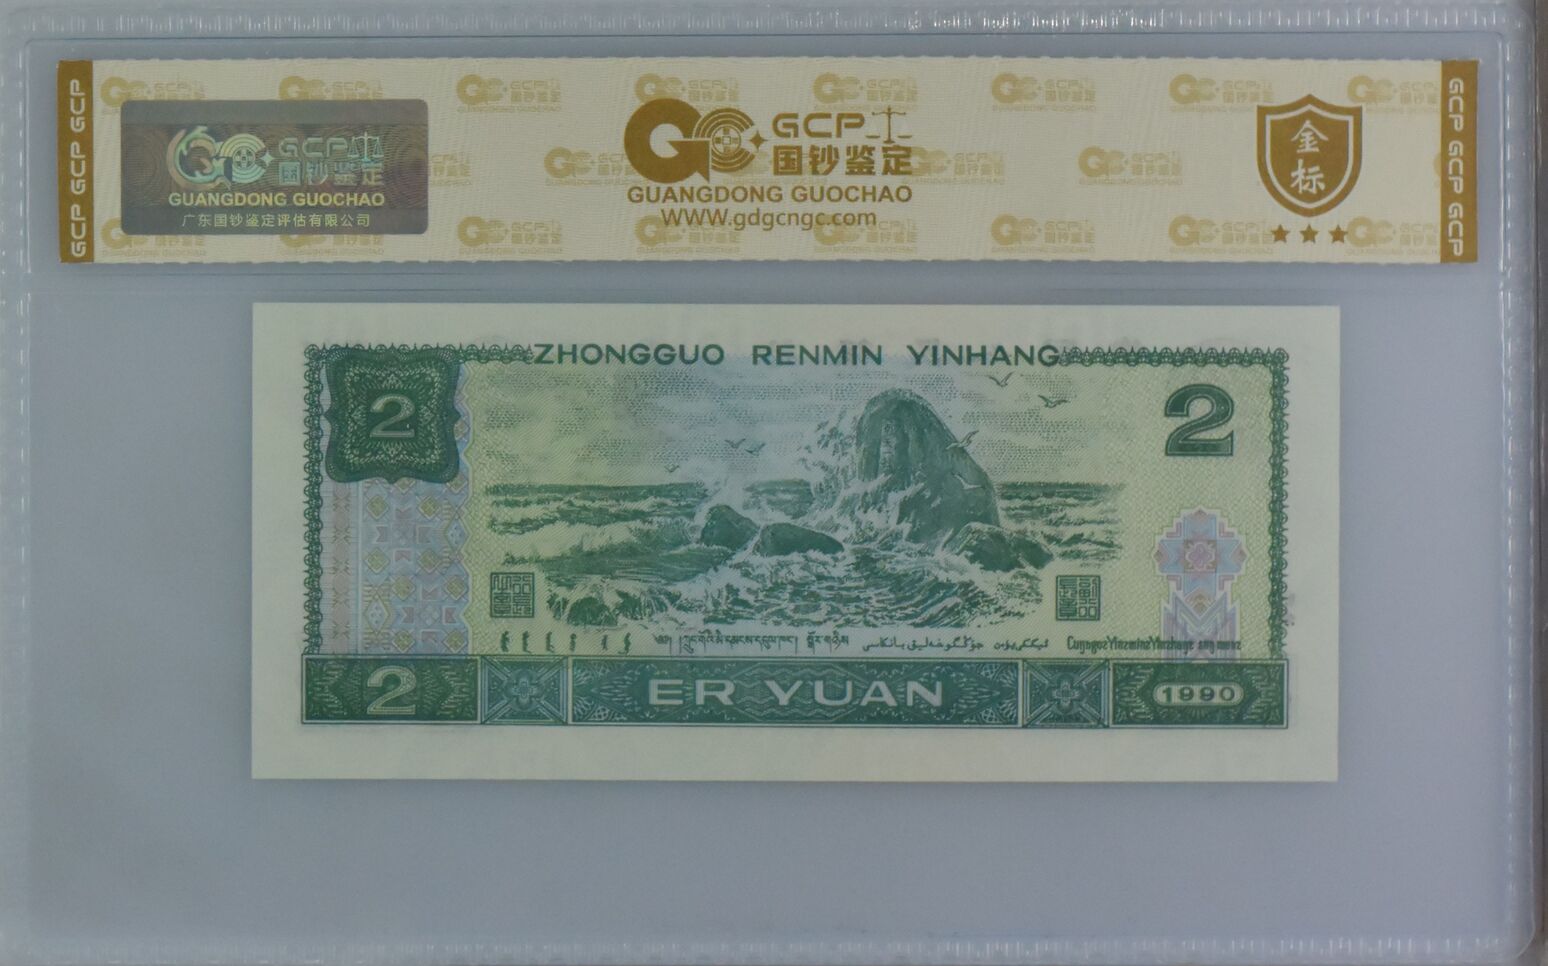 GCP GCP GCP
GCP
国钞鉴定
GUANGDONG GUOCHAO
广东国钞鉴定评估有限公司
GCP
国钞鉴定
GUANGDONG GUOCHAO
WWW.gdgcngc.com
金标
GCP GCP GCP
ZHONGGUO RENMIN YINHANG
2
2
2
ER YUAN
1990